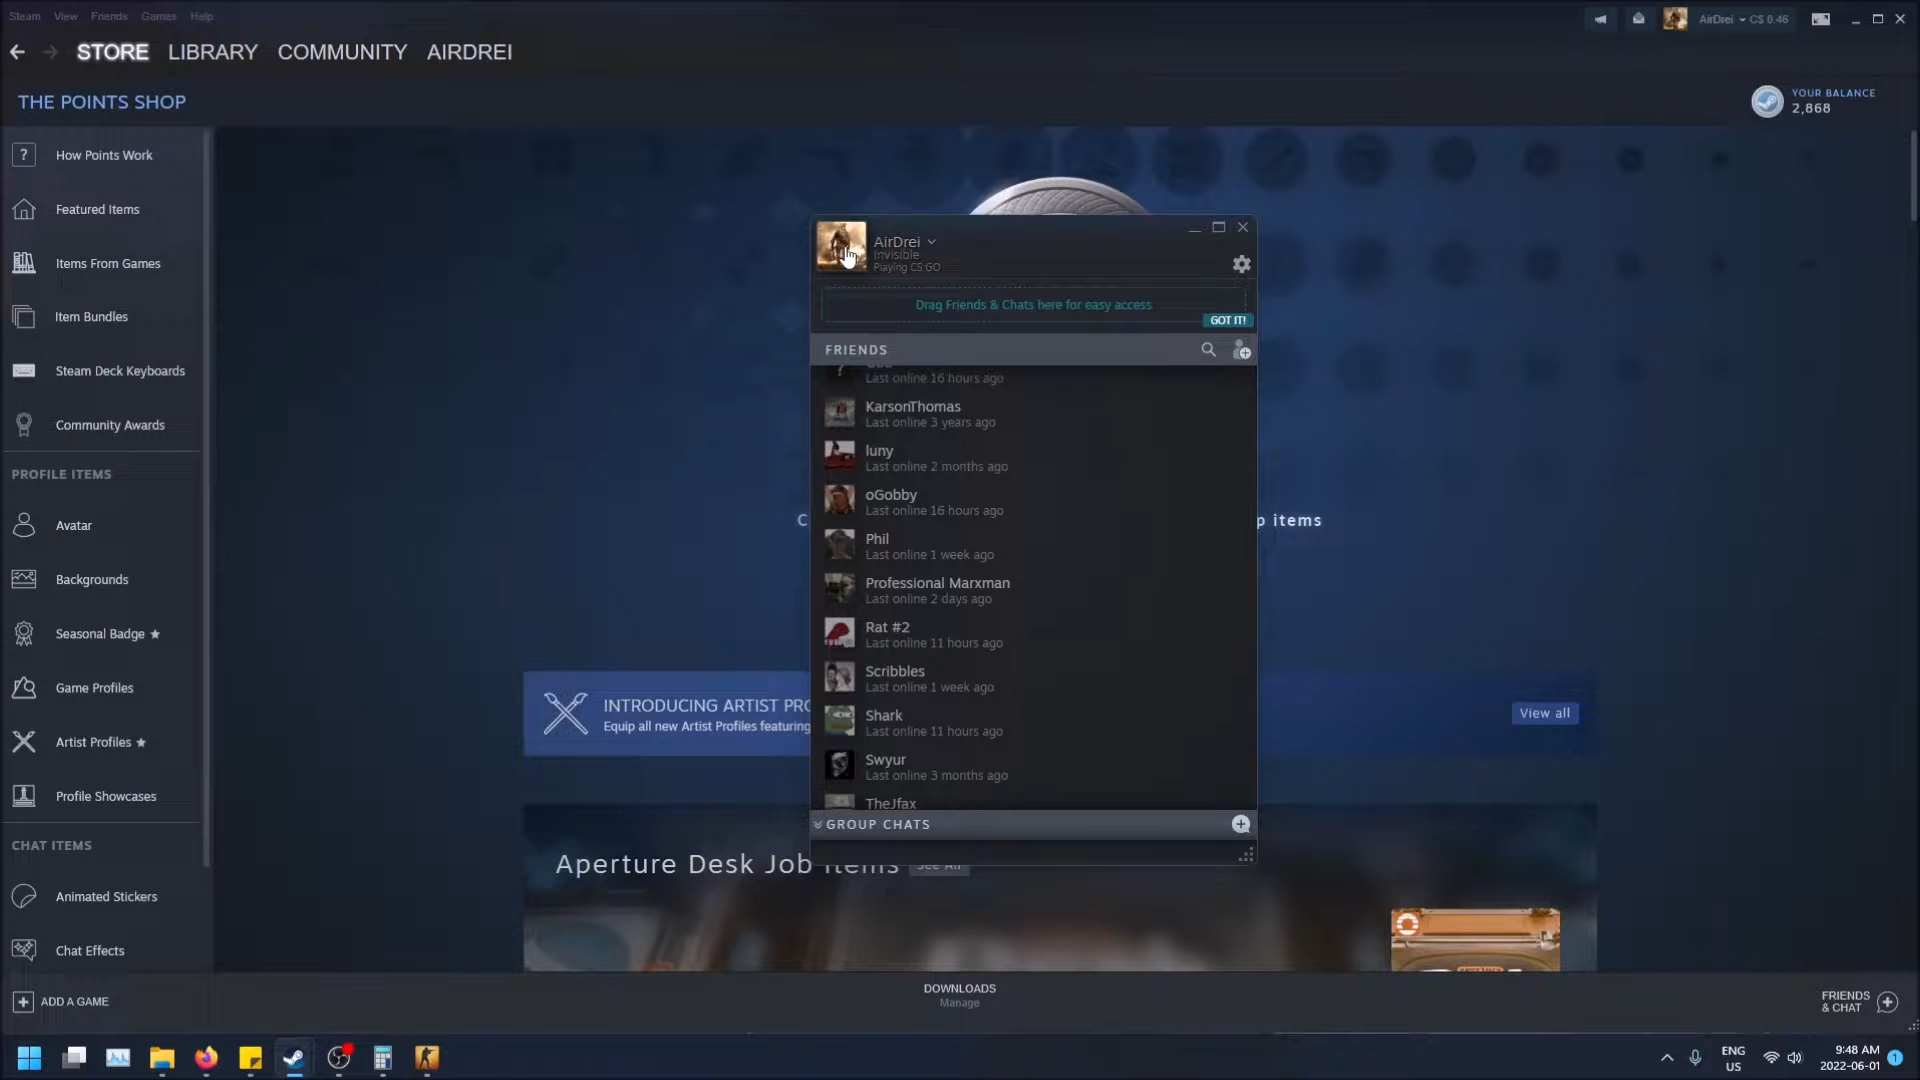 Steam View Friends Games Help
AirDrei C$ 0.46
STORE LIBRARY COMMUNITY AIRDREI
THE POINTS SHOP
YOUR BALANCE
2,868
How Points Work
Featured Items
Items From Games
Item Bundles
Steam Deck Keyboards
Community Awards
PROFILE ITEMS
Avatar
Backgrounds
Seasonal Badge ★
Game Profiles
Artist Profiles ★
Profile Showcases
CHAT ITEMS
Animated Stickers
Chat Effects
AirDrei
Invisible
Playing CS:GO
Drag Friends & Chats here for easy access
GOT IT!
FRIENDS
Last online 16 hours ago
KarsonThomas
Last online 3 years ago
luny
Last online 2 months ago
oGobby
Last online 16 hours ago
Phil
Last online 1 week ago
Professional Marxman
Last online 2 days ago
Rat #2
Last online 11 hours ago
Scribbles
Last online 1 week ago
Shark
Last online 11 hours ago
Swyur
Last online 3 months ago
TheJfax
GROUP CHATS
C
p items
INTRODUCING ARTIST PRO
Equip all new Artist Profiles featuring
View all
Aperture Desk Job Items See All
ADD A GAME
DOWNLOADS
Manage
FRIENDS
& CHAT
ENG
US
9:48 AM
2022-06-01
1